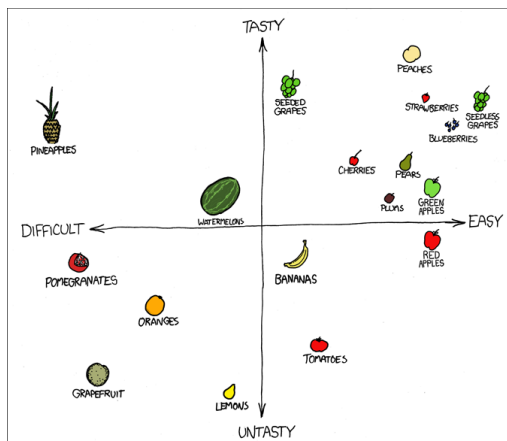 TASTY
PEACHES
SEEDED
GRAPES
STRAWBERRIES
SEEDLESS
GRAPES
BLUEBERRIES
PINEAPPLES
CHERRIES
PEARS
PLUMS
GREEN
APPLES
WATERMELONS
DIFFICULT
EASY
RED
APPLES
POMEGRANATES
BANANAS
ORANGES
TOMATOES
GRAPEFRUIT
LEMONS
UNTASTY